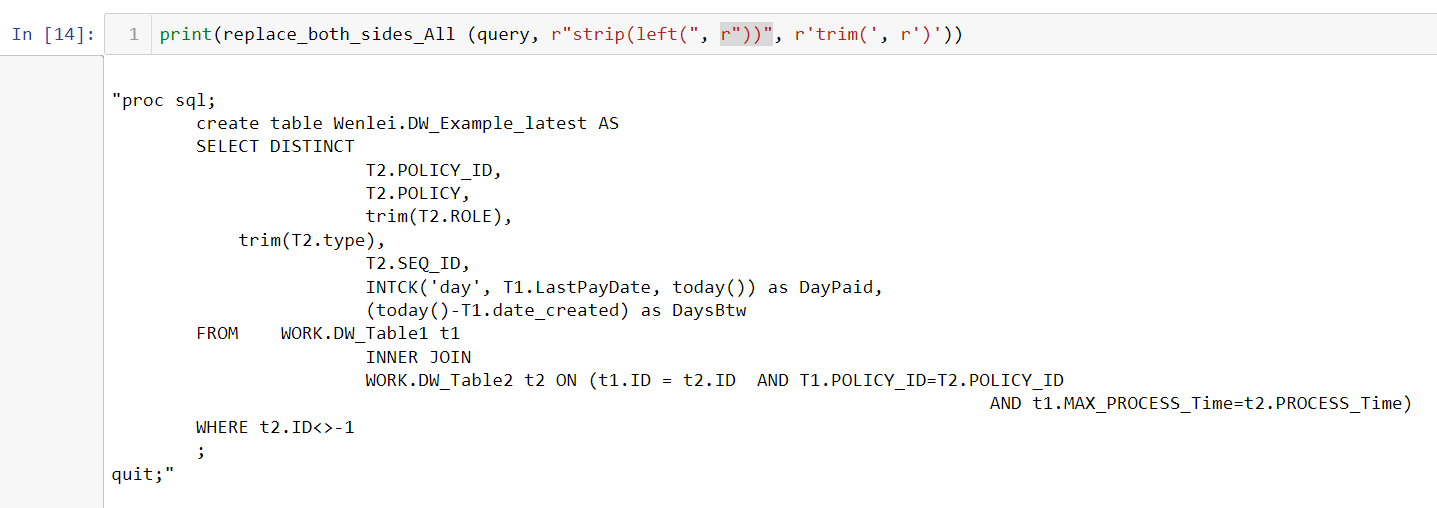 In [14]: 1 print(replace_both_sides_All (query, r"strip(left(", r"))", r'trim(', r')'))
"proc sql;
create table Wenlei.DW_Example_latest AS
SELECT DISTINCT
T2.POLICY_ID,
T2.POLICY,
trim(T2.ROLE),
trim(T2.type),
T2.SEQ_ID,
INTCK('day', T1.LastPayDate, today()) as DayPaid,
(today()-T1.date_created) as DaysBtw
FROM    WORK.DW_Table1 t1
INNER JOIN
WORK.DW_Table2 t2 ON (t1.ID = t2.ID  AND T1.POLICY_ID=T2.POLICY_ID
AND t1.MAX_PROCESS_Time=t2.PROCESS_Time)
WHERE t2.ID<>-1
;
quit;"